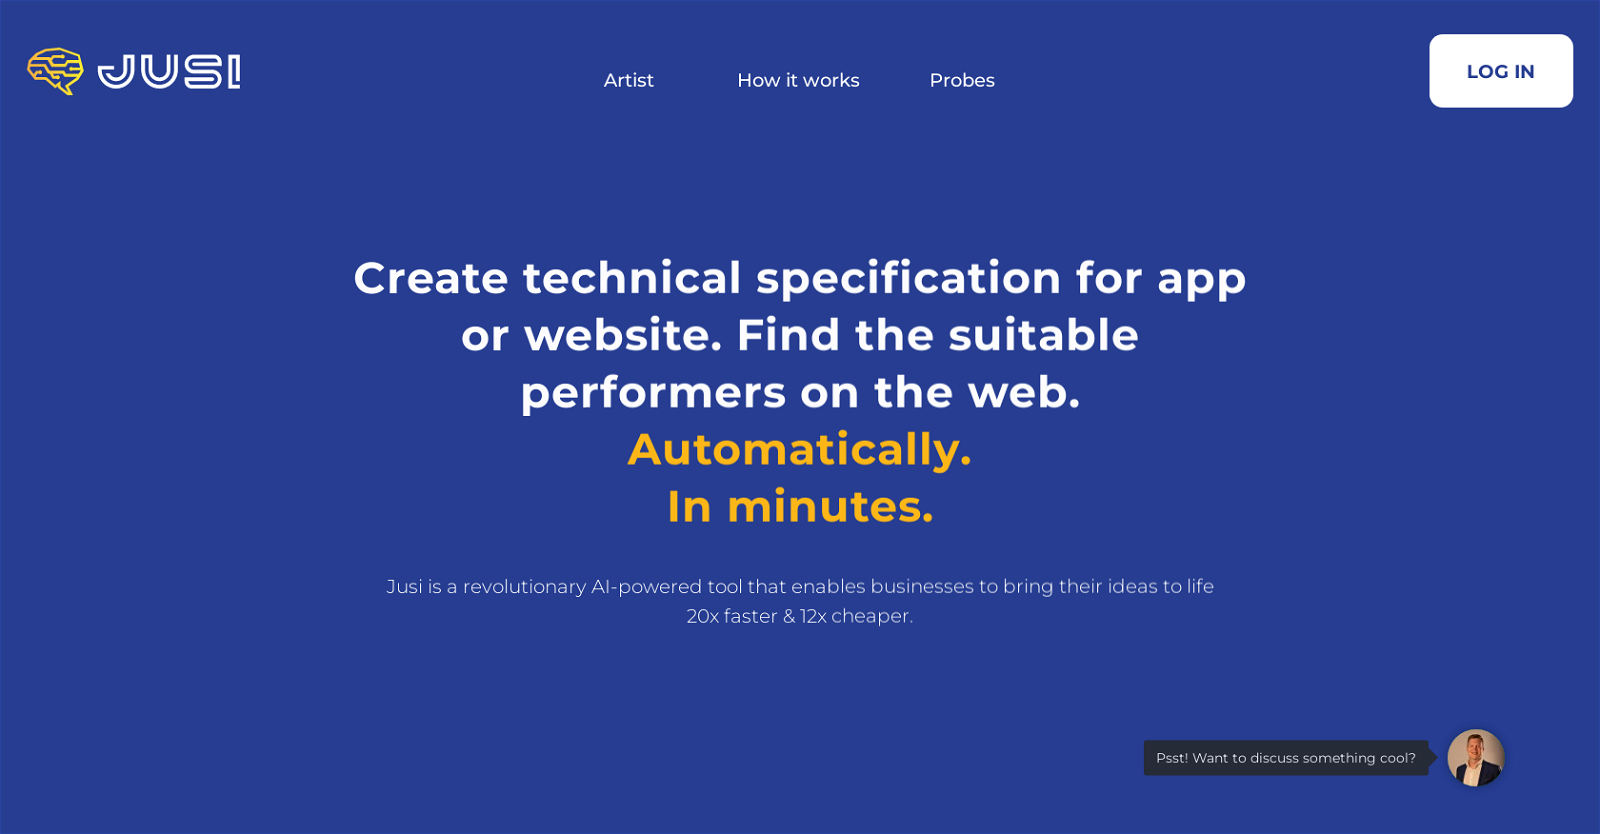 JUSI
Artist
How it works
Probes
LOG IN
Create technical specification for app
or website. Find the suitable
performers on the web.
Automatically.
In minutes.
Jusi is a revolutionary AI-powered tool that enables businesses to bring their ideas to life
20x faster & 12x cheaper.
Psst! Want to discuss something cool?